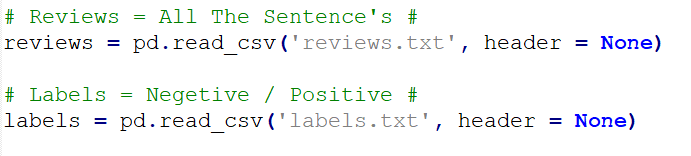 # Reviews = All The Sentence's #
reviews = pd.read_csv('reviews.txt', header = None)
# Labels = Negetive / Positive #
labels = pd.read_csv('labels.txt', header = None)